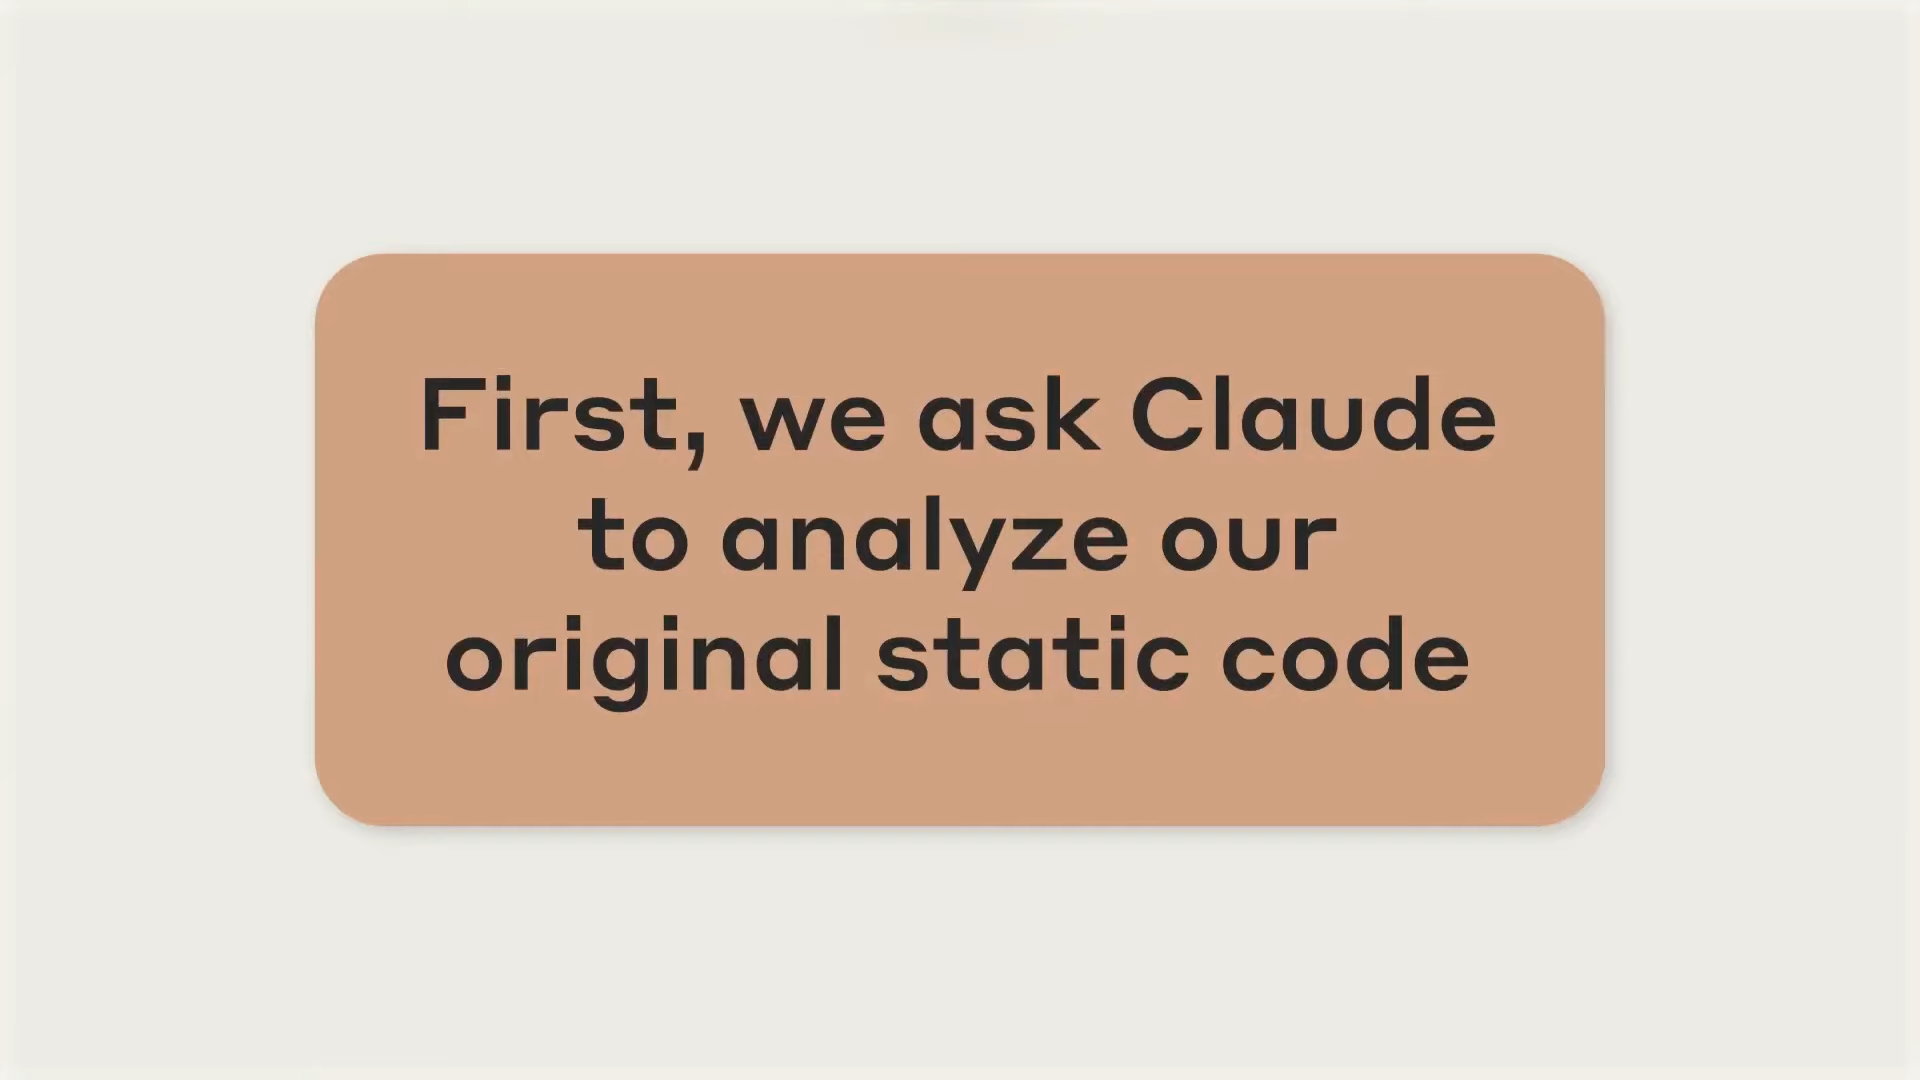 First, we ask Claude
to analyze our
original static code